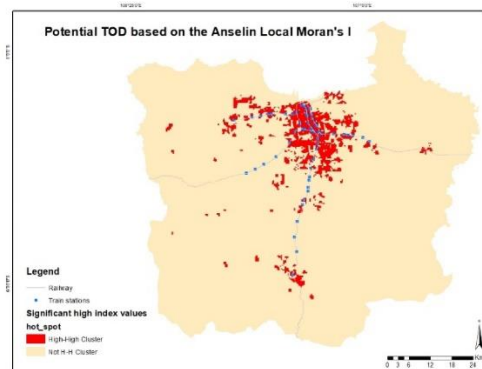 Potential TOD based on the Anselin Local Moran's I
Legend
Railway
Train stations
Significant high index values
hot_spot
High-High Cluster
Not H-H Cluster
0 3 6 12 18 24